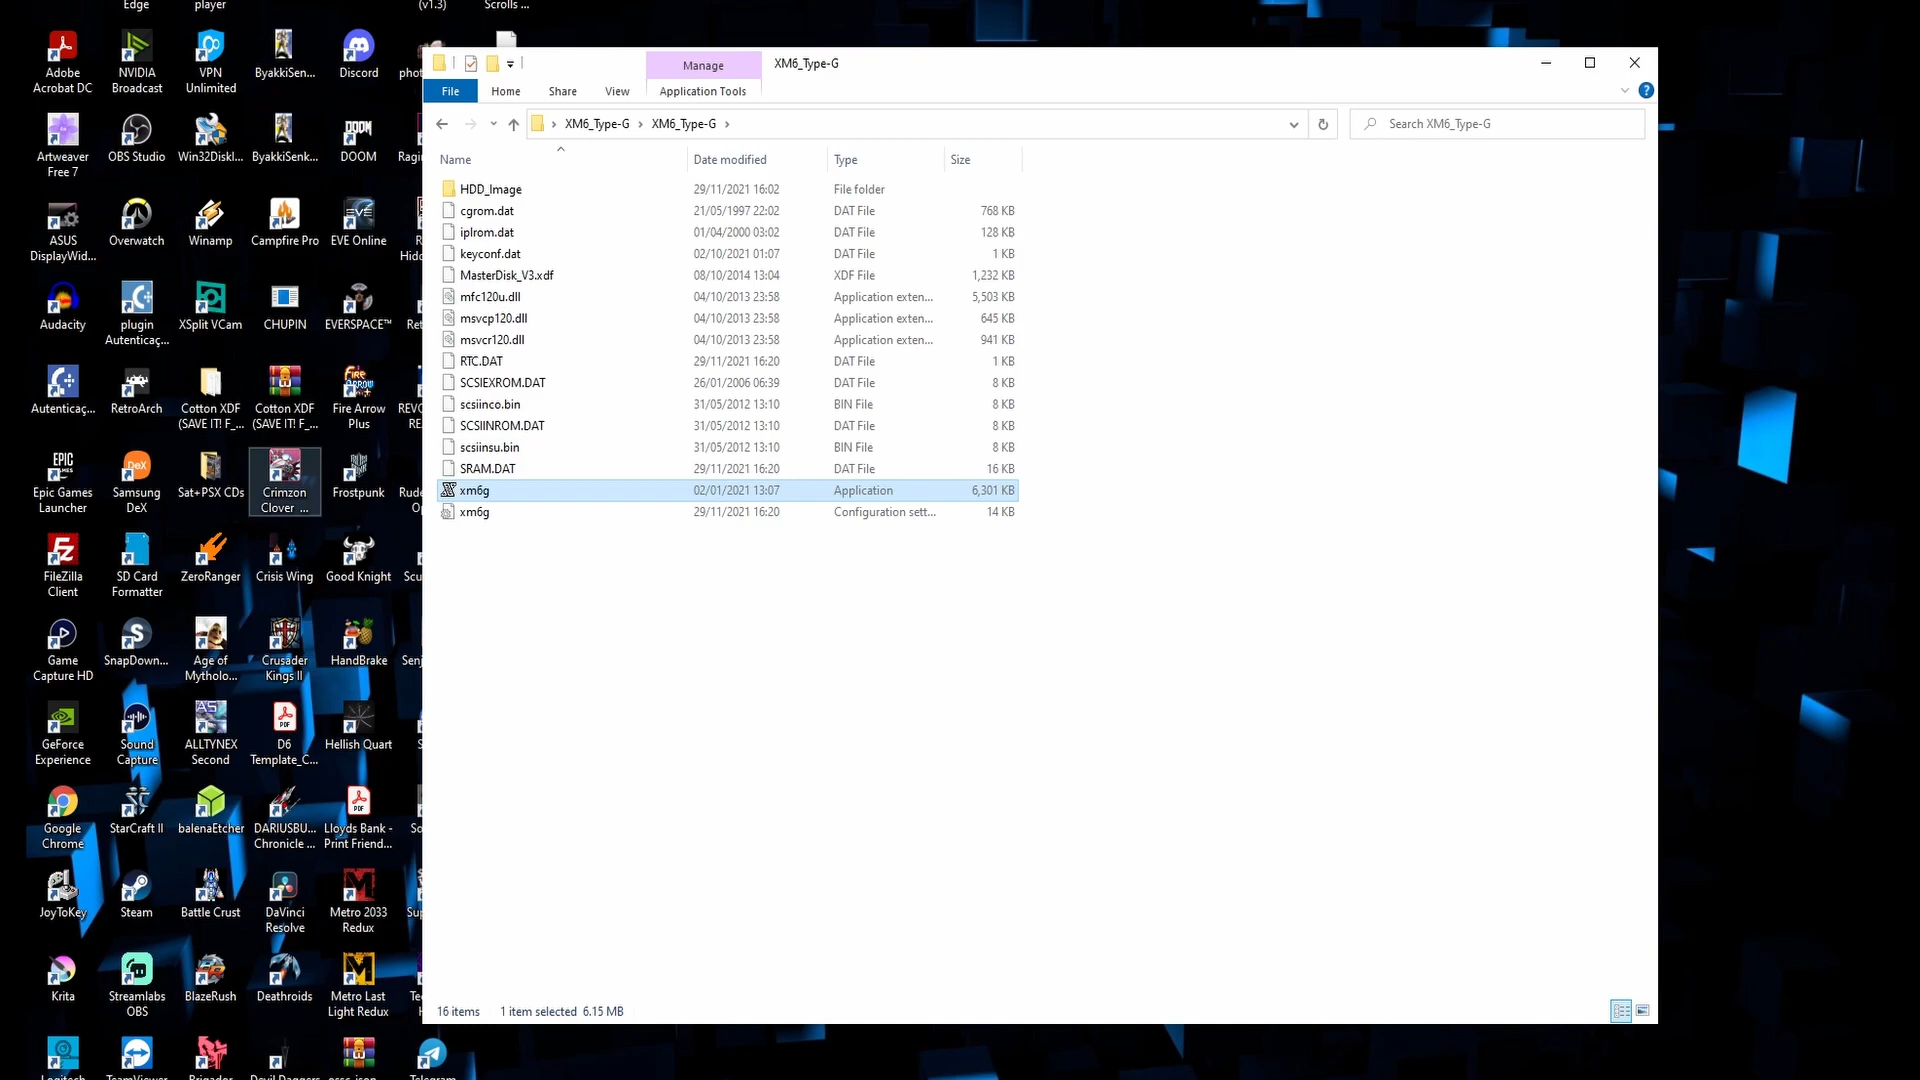 Edge
player
(v1.3)
Scrolls ...
Adobe
Acrobat DC
NVIDIA
Broadcast
VPN
Unlimited
ByakkiSen...
Discord
Artweaver
Free 7
OBS Studio
Win32DiskI...
ByakkiSenk...
DOOM
DOOM
ASUS
DisplayWid...
Overwatch
Winamp
Campfire Pro
EVE
EVE Online
Audacity
plugin
Autenticaç...
XSplit VCam
CHUPIN
EVERSPACE™
Autenticaç...
RetroArch
Cotton XDF
(SAVE IT! F_...
Cotton XDF
(SAVE IT! F_...
Fire Arrow
Plus
EPIC
GAMES
Epic Games
Launcher
DeX
Samsung
DeX
Sat+PSX CDs
Crimzon
Clover ...
Frostpunk
FileZilla
Client
SD Card
Formatter
ZeroRanger
Crisis Wing
Good Knight
Game
Capture HD
SnapDown...
Age of
Mytholo...
Crusader
Kings II
HandBrake
GeForce
Experience
Sound
Capture
ALLTYNEX
Second
PDF
D6
Template_C...
Hellish Quart
Google
Chrome
StarCraft II
balenaEtcher
DARIUSBU...
Chronicle ...
PDF
Lloyds Bank -
Print Friend...
JoyToKey
Steam
Battle Crust
DaVinci
Resolve
Metro 2033
Redux
Krita
Streamlabs
OBS
BlazeRush
Deathroids
Metro Last
Light Redux
Manage
XM6_Type-G
File
Home
Share
View
Application Tools
?
XM6_Type-G
XM6_Type-G
Search XM6_Type-G
Name Date modified Type Size
HDD_Image 29/11/2021 16:02 File folder
cgrom.dat 21/05/1997 22:02 DAT File 768 KB
iplrom.dat 01/04/2000 03:02 DAT File 128 KB
keyconf.dat 02/10/2021 01:07 DAT File 1 KB
MasterDisk_V3.xdf 08/10/2014 13:04 XDF File 1,232 KB
mfc120u.dll 04/10/2013 23:58 Application exten... 5,503 KB
msvcp120.dll 04/10/2013 23:58 Application exten... 645 KB
msvcr120.dll 04/10/2013 23:58 Application exten... 941 KB
RTC.DAT 29/11/2021 16:20 DAT File 1 KB
SCSIEXROM.DAT 26/01/2006 06:39 DAT File 8 KB
scsiinco.bin 31/05/2012 13:10 BIN File 8 KB
SCSIINROM.DAT 31/05/2012 13:10 DAT File 8 KB
scsiinsu.bin 31/05/2012 13:10 BIN File 8 KB
SRAM.DAT 29/11/2021 16:20 DAT File 16 KB
xm6g 02/01/2021 13:07 Application 6,301 KB
xm6g 29/11/2021 16:20 Configuration sett... 14 KB
16 items 1 item selected 6.15 MB